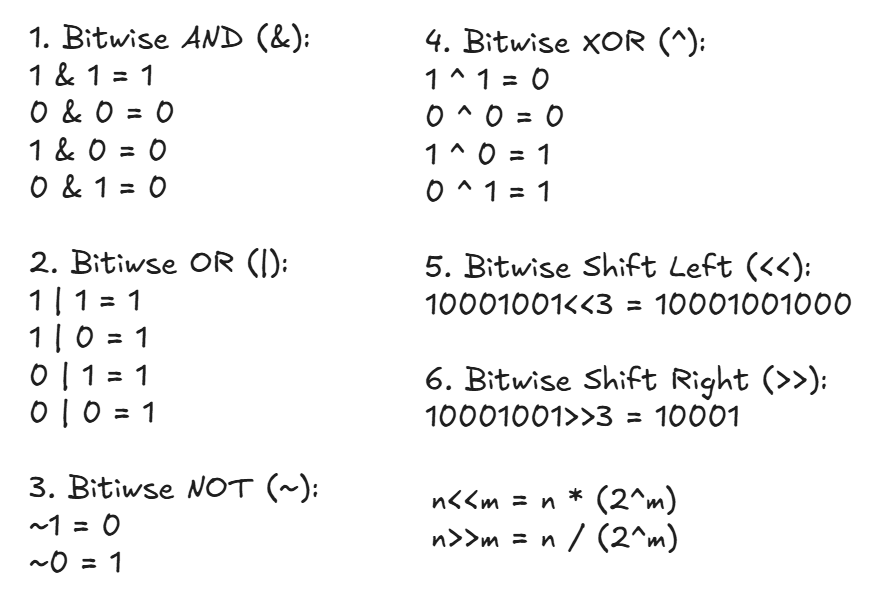 1. Bitwise AND (&):
1 & 1 = 1
0 & 0 = 0
1 & 0 = 0
0 & 1 = 0
2. Bitiwse OR (|):
1 | 1 = 1
1 | 0 = 1
0 | 1 = 1
0 | 0 = 1
3. Bitiwse NOT (~):
~1 = 0
~0 = 1
4. Bitwise XOR (^):
1 ^ 1 = 0
0 ^ 0 = 0
1 ^ 0 = 1
0 ^ 1 = 1
5. Bitwise Shift Left (<<):
10001001<<3 = 10001001000
6. Bitwise Shift Right (>>):
10001001>>3 = 10001
n<<m = n * (2^m)
n>>m = n / (2^m)